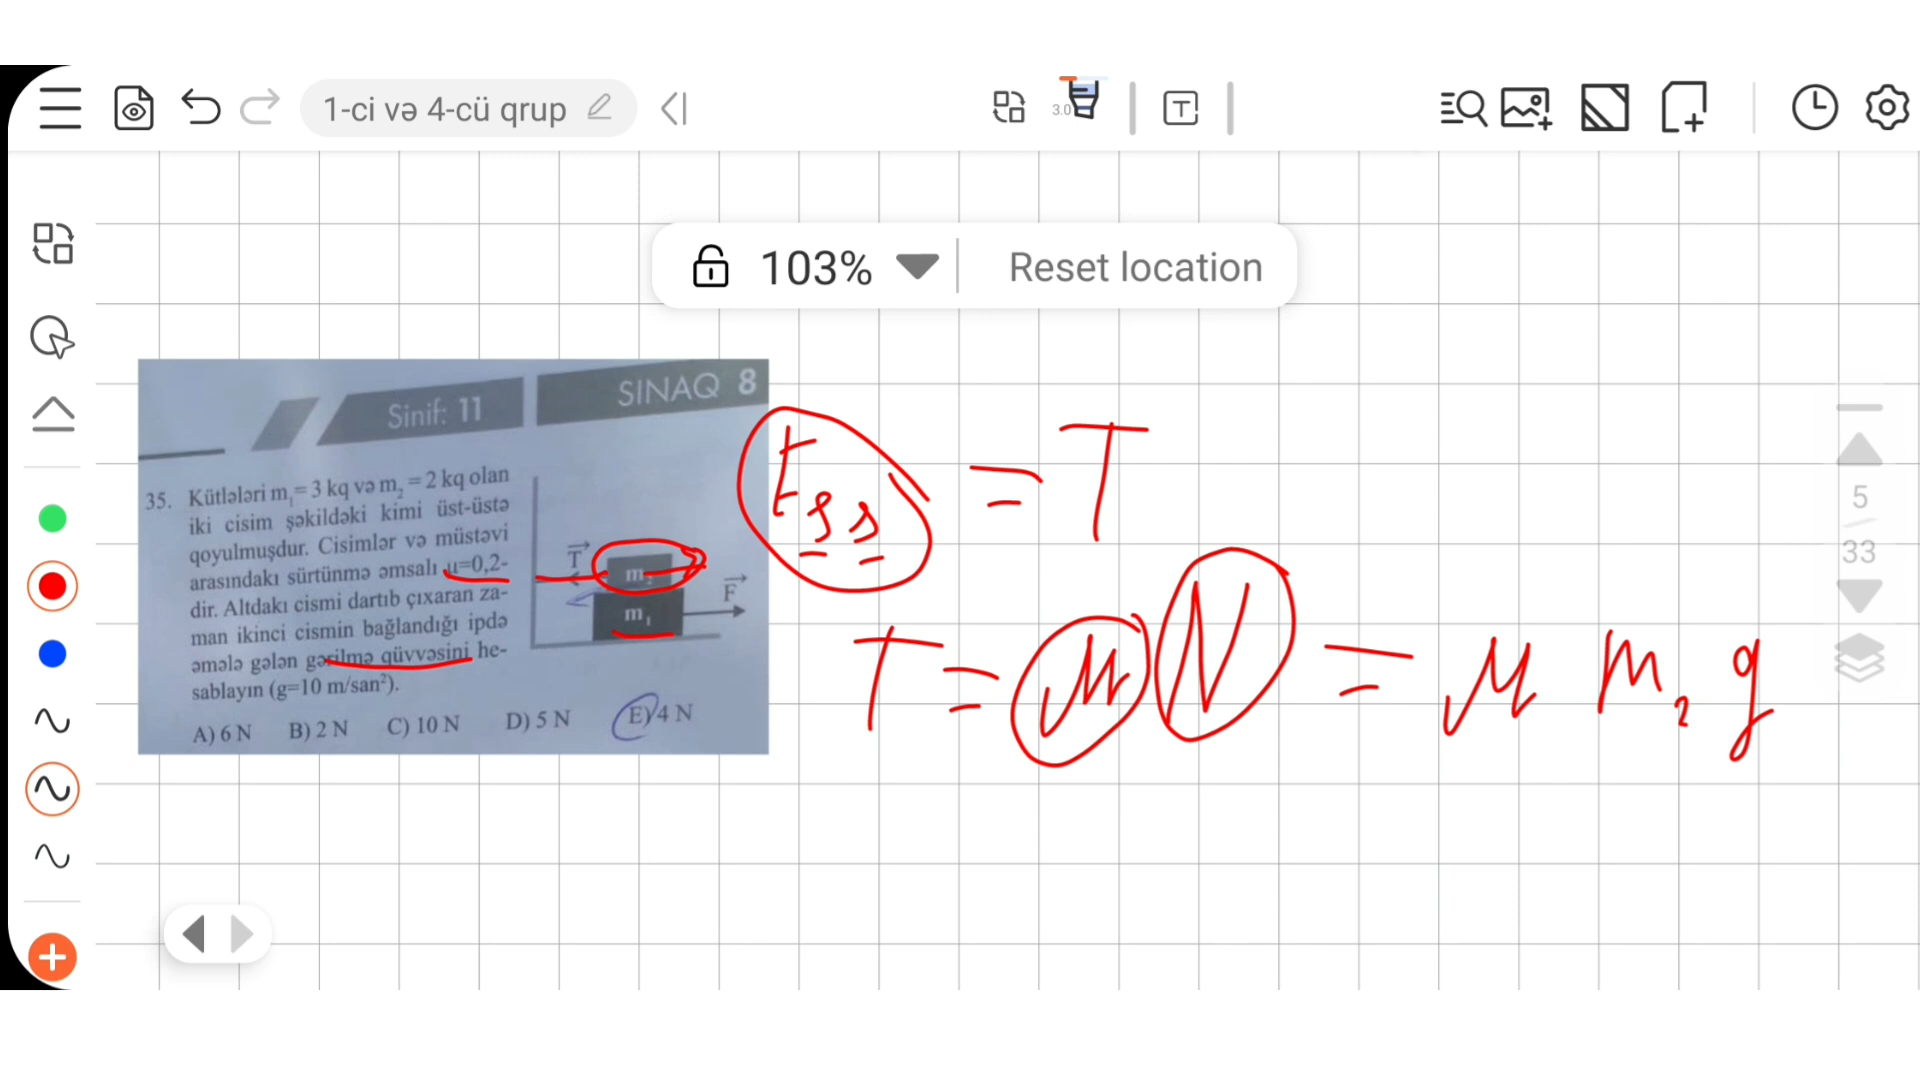 1-ci və 4-cü qrup
3.0
T
103%
Reset location
Sinif: 11
SINAQ 8
35. Kütlələri m₁=3 kq və m₂=2 kq olan
iki cisim şəkildəki kimi üst-üstə
qoyulmuşdur. Cisimlər və müstəvi
arasındakı sürtünmə əmsalı μ=0,2-
dir. Altdakı cismi dartıb çıxaran za-
man ikinci cismin bağlandığı ipdə
əmələ gələn gərilmə qüvvəsini he-
sablayın (g=10 m/san²).
A) 6 N B) 2 N C) 10 N D) 5 N E) 4 N
T
m₂
F
m₁
= T
T = μ N = μ m₂ g
5
33